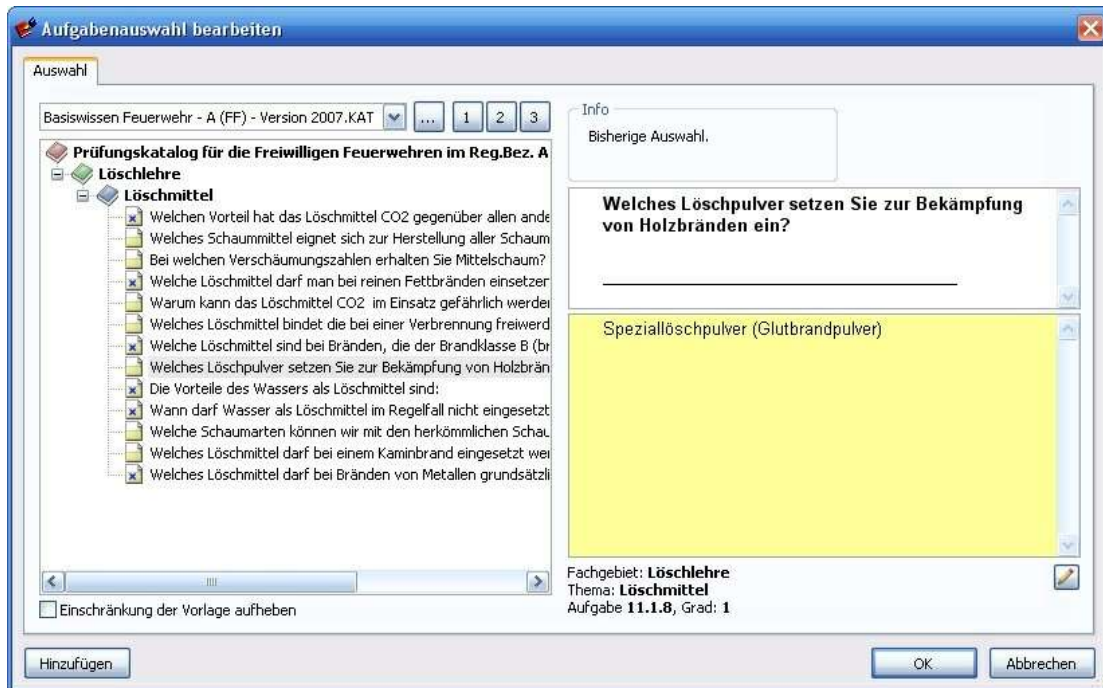 Aufgabenauswahl bearbeiten
Auswahl
Basiswissen Feuerwehr - A (FF) - Version 2007.KAT
...
1
2
3
Prüfungskatalog für die Freiwilligen Feuerwehren im Reg.Bez. A
Löschlehre
Löschmittel
Welchen Vorteil hat das Löschmittel CO2 gegenüber allen ande
Welches Schaummittel eignet sich zur Herstellung aller Schaum
Bei welchen Verschäumungszahlen erhalten Sie Mittelschaum?
Welche Löschmittel darf man bei reinen Fettbränden einsetzen
Warum kann das Löschmittel CO2 im Einsatz gefährlich werden
Welches Löschmittel bindet die bei einer Verbrennung freiwerd
Welche Löschmittel sind bei Bränden, die der Brandklasse B (br
Welches Löschpulver setzen Sie zur Bekämpfung von Holzbrän
Die Vorteile des Wassers als Löschmittel sind:
Wann darf Wasser als Löschmittel im Regelfall nicht eingesetzt
Welche Schaumarten können wir mit den herkömmlichen Schau
Welches Löschmittel darf bei einem Kaminbrand eingesetzt wer
Welches Löschmittel darf bei Bränden von Metallen grundsätzli
Einschränkung der Vorlage aufheben
Info
Bisherige Auswahl.
Welches Löschpulver setzen Sie zur Bekämpfung
von Holzbränden ein?
Speziallöschpulver (Glutbrandpulver)
Fachgebiet: Löschlehre
Thema: Löschmittel
Aufgabe 11.1.8, Grad: 1
Hinzufügen
OK
Abbrechen